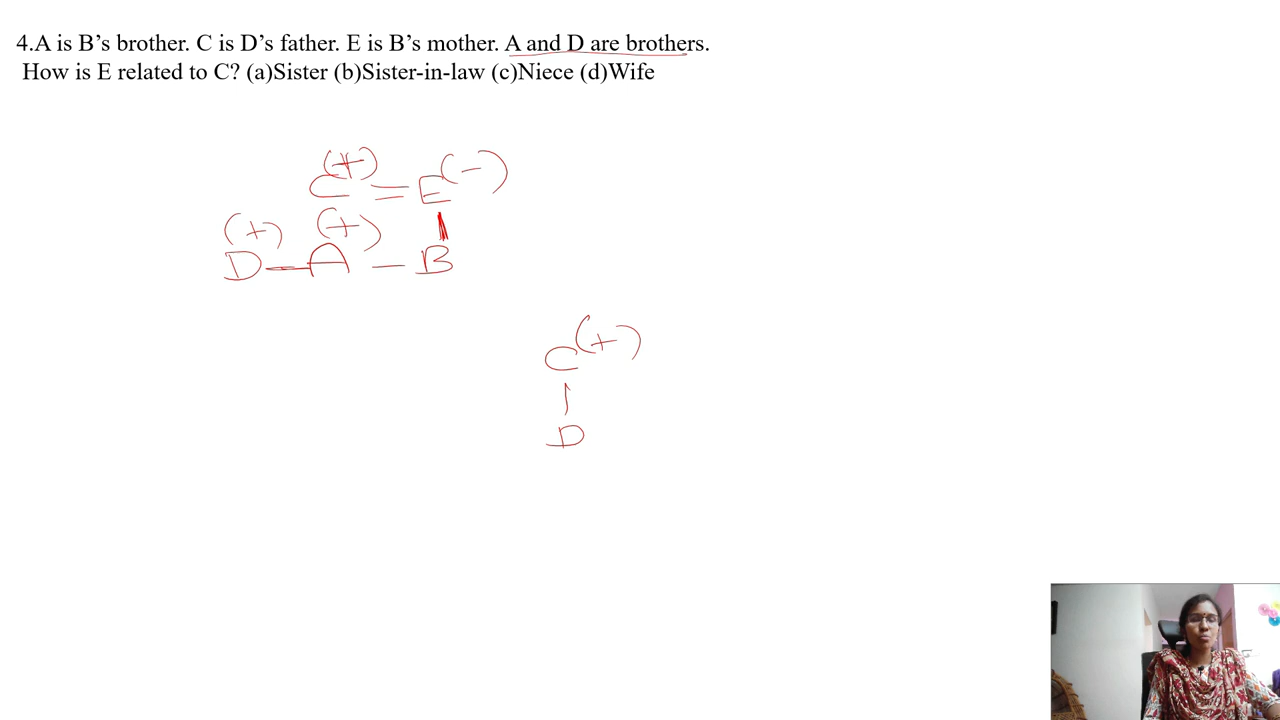 4.A is B’s brother. C is D’s father. E is B’s mother. A and D are brothers.
How is E related to C? (a)Sister (b)Sister-in-law (c)Niece (d)Wife
(+) (-)
C = E
(+) (+)
D - A - B
(+)
C
D